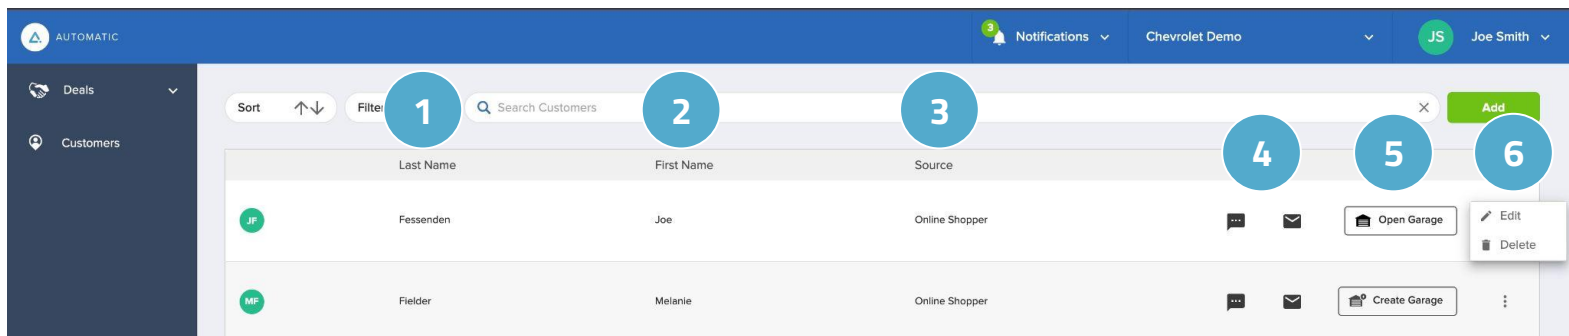 AUTOMATIC
3
Notifications
Chevrolet Demo
JS
Joe Smith
Deals
Customers
Sort
Filter
Search Customers
Add
1
2
3
4
5
6
Last Name
First Name
Source
JF
Fessenden
Joe
Online Shopper
Open Garage
Edit
Delete
MF
Fielder
Melanie
Online Shopper
Create Garage